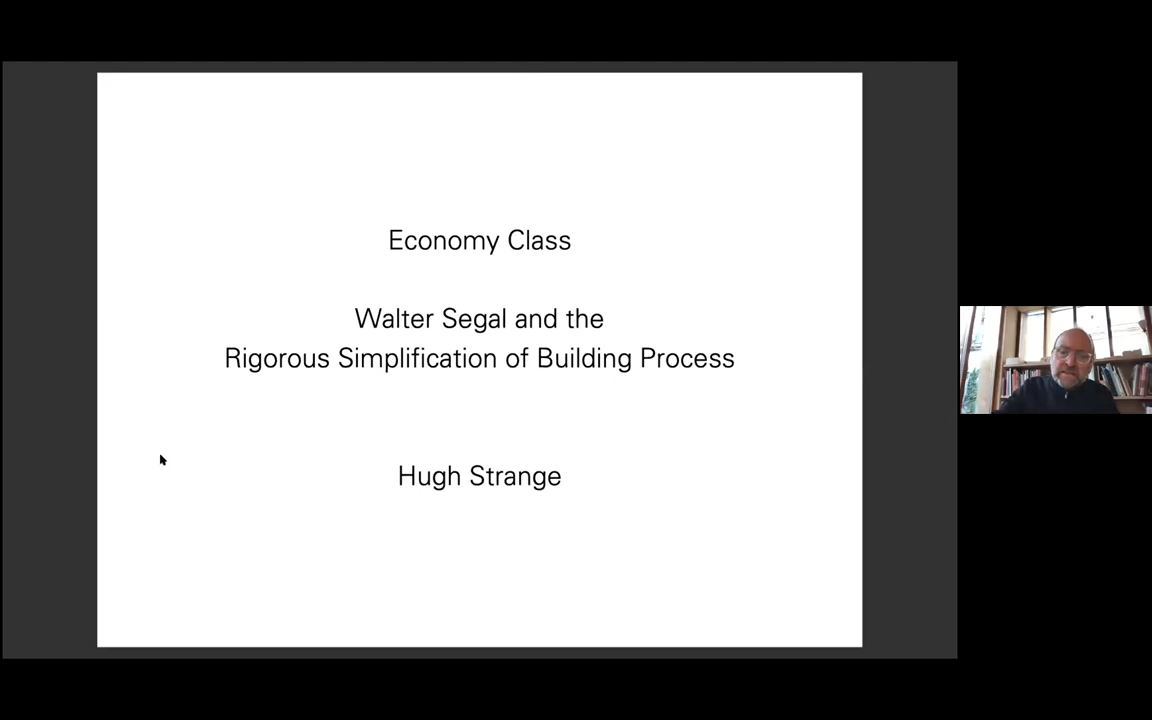 Economy Class
Walter Segal and the
Rigorous Simplification of Building Process
Hugh Strange